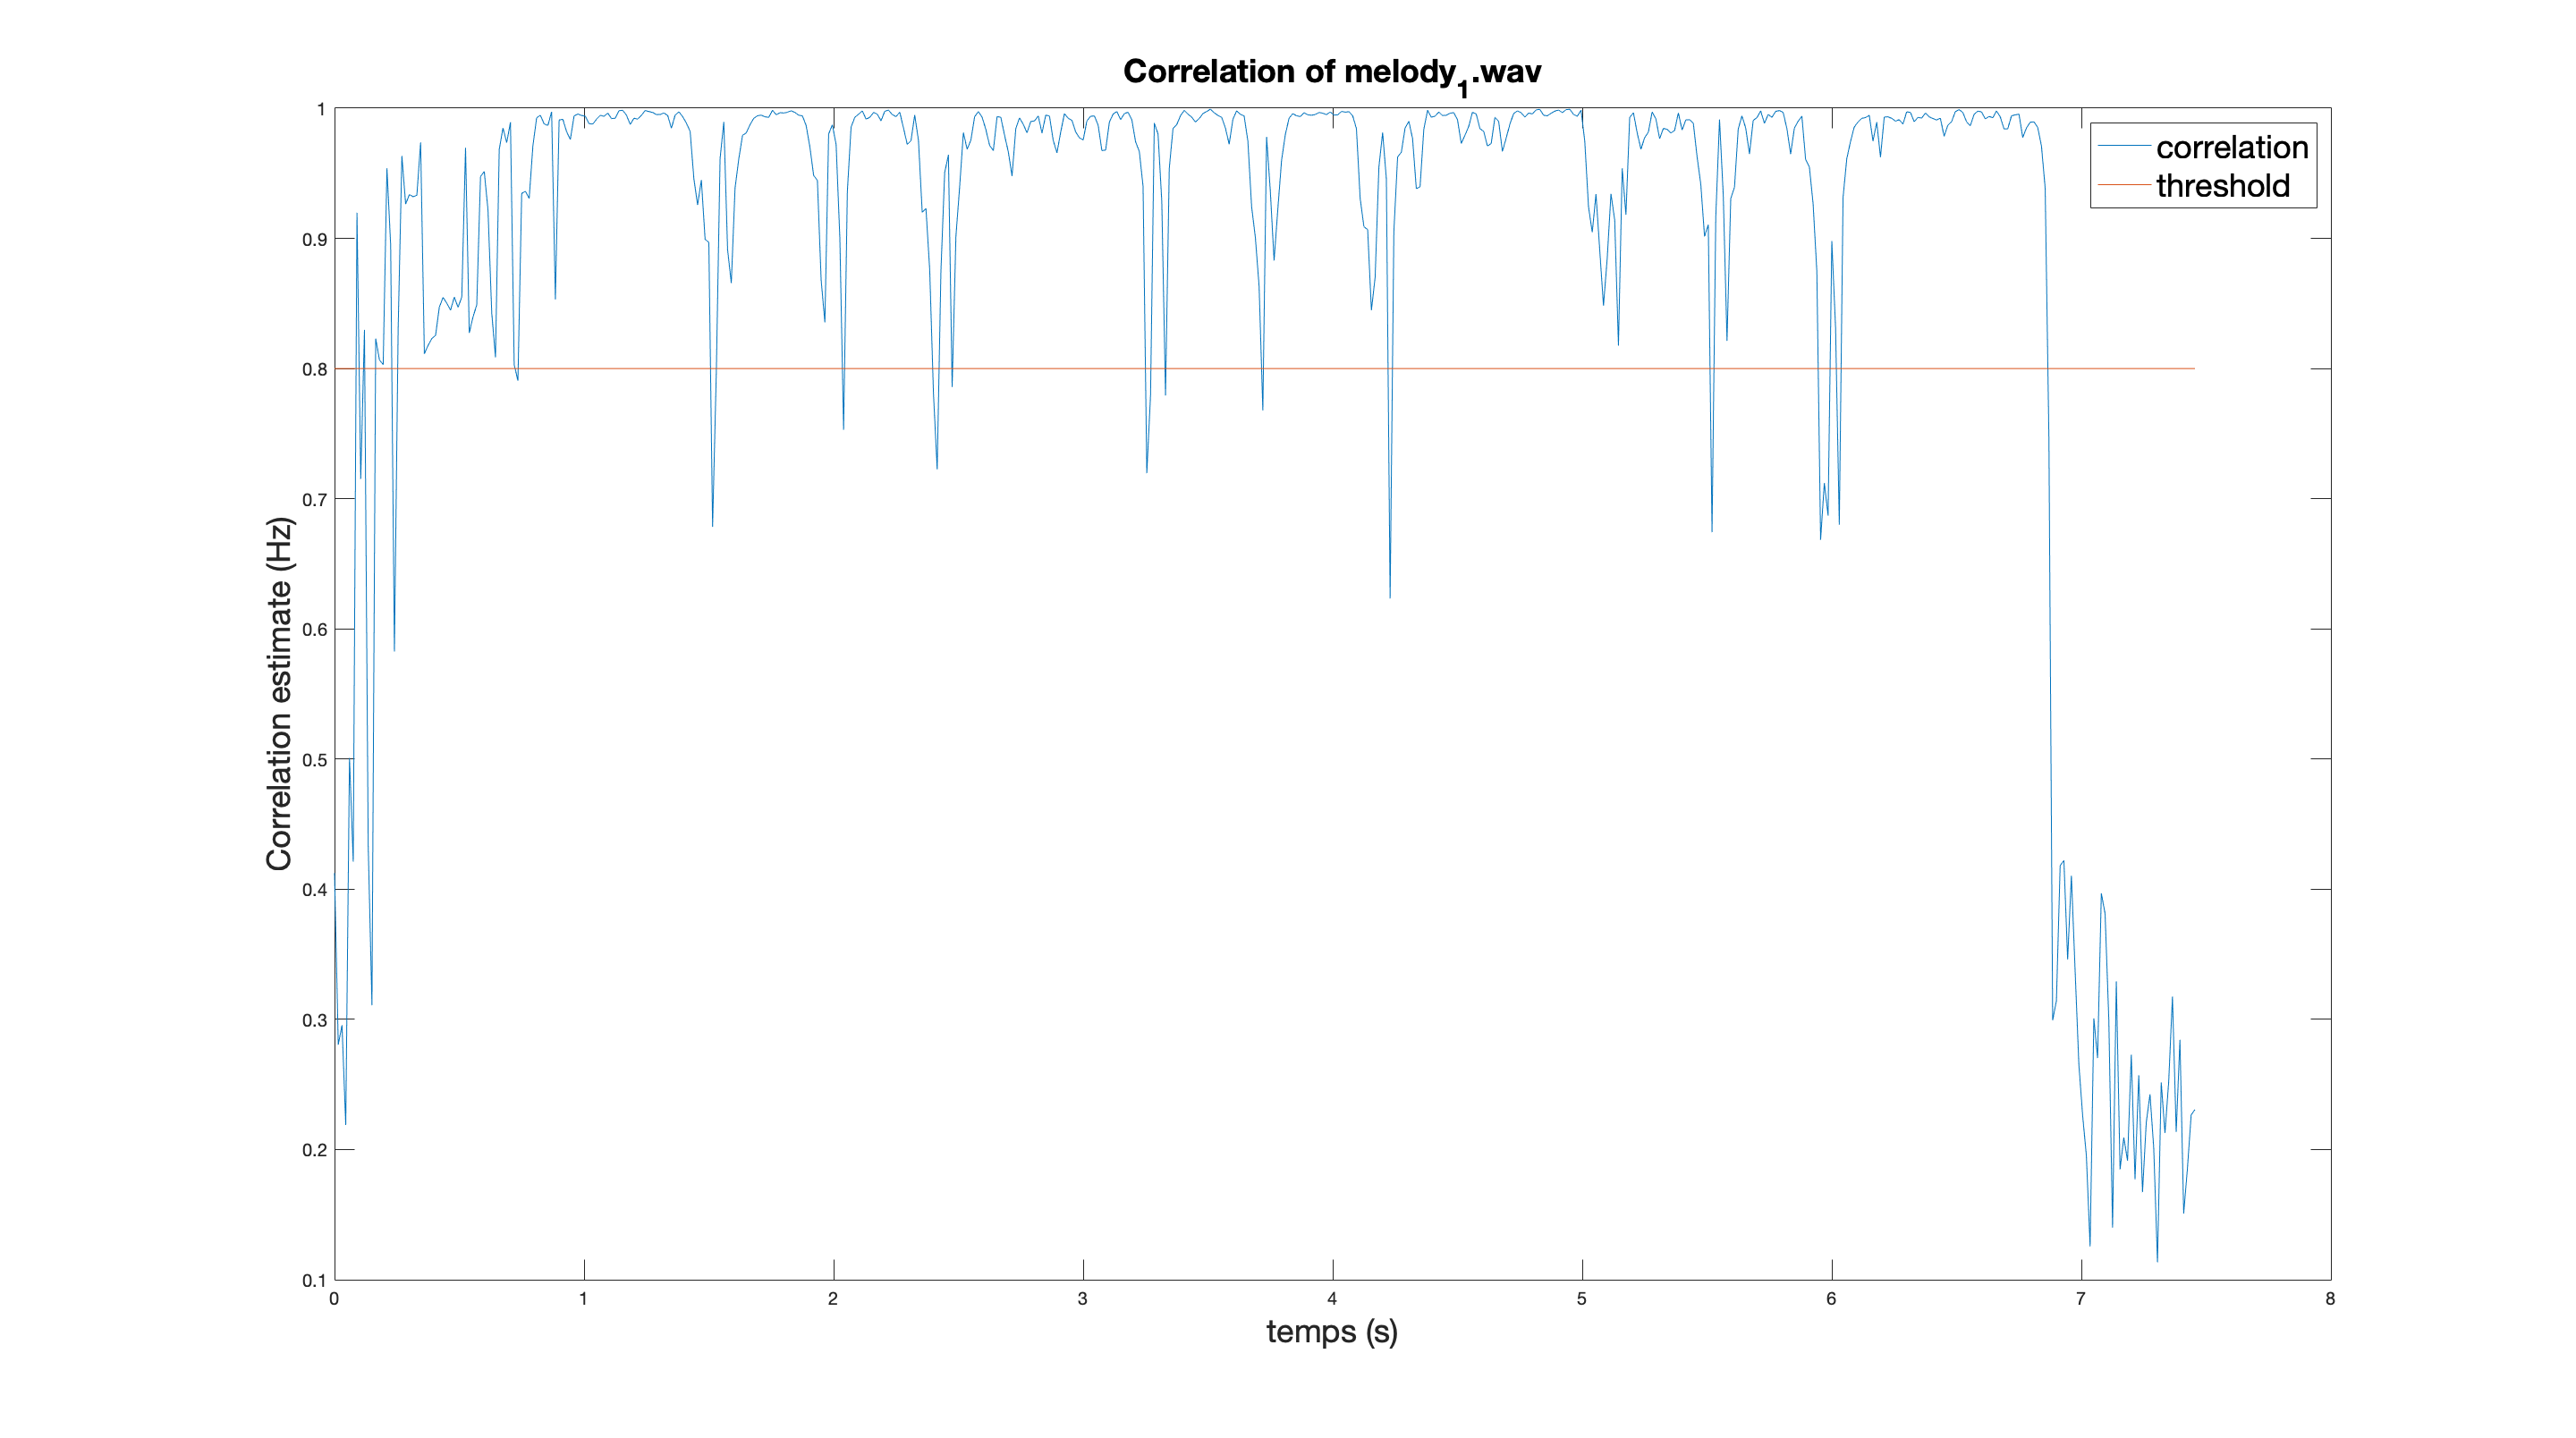 Correlation of melody1.wav
correlation
threshold
Correlation estimate (Hz)
1
0.9
0.8
0.7
0.6
0.5
0.4
0.3
0.2
0.1
0 1 2 3 4 5 6 7 8
temps (s)